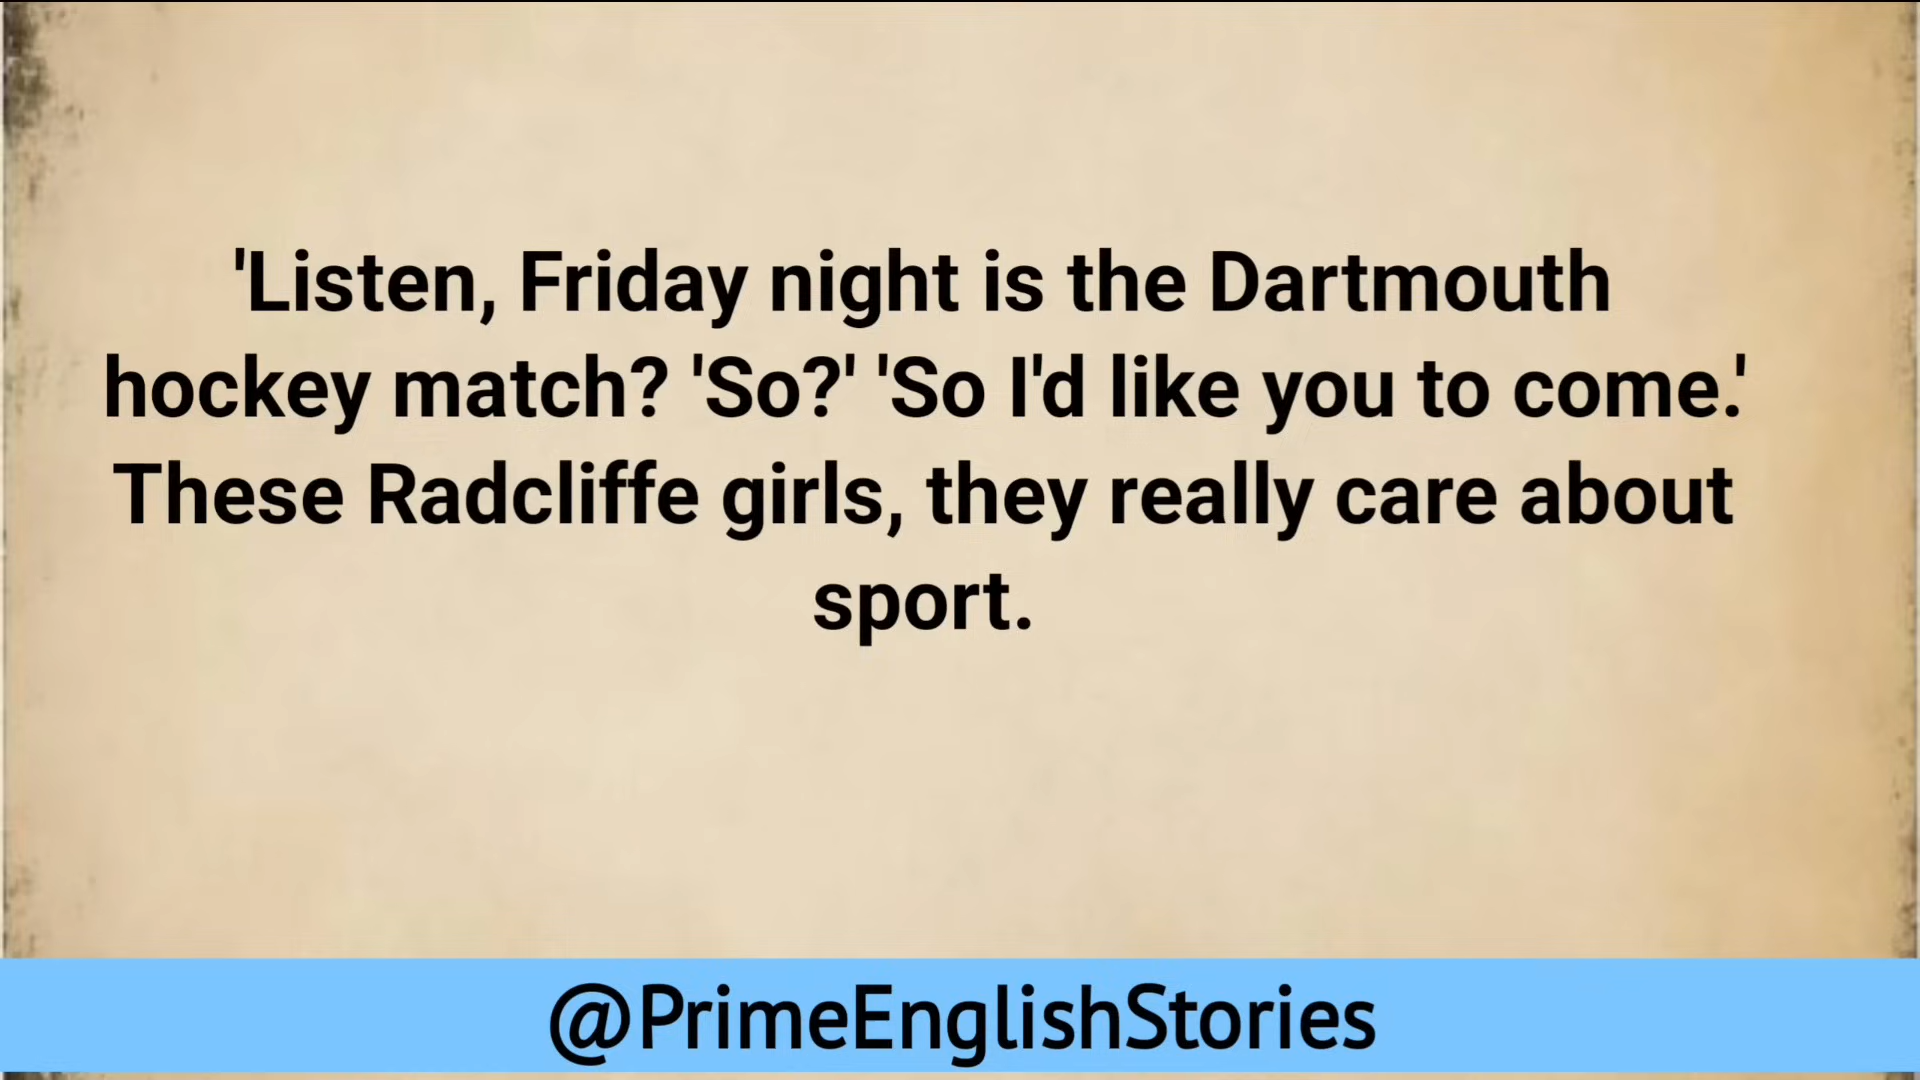 'Listen, Friday night is the Dartmouth
hockey match? 'So?' 'So I'd like you to come.'
These Radcliffe girls, they really care about
sport.
@PrimeEnglishStories